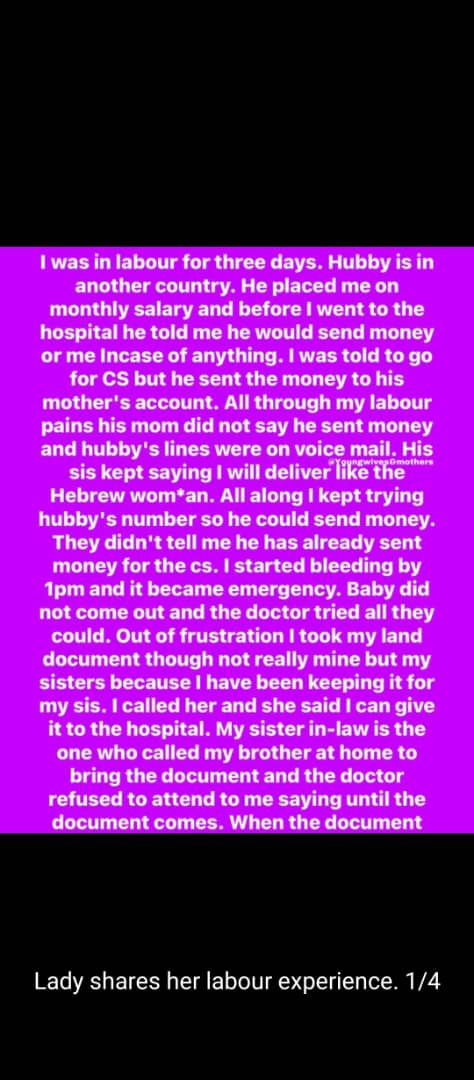 I was in labour for three days. Hubby is in
another country. He placed me on
monthly salary and before I went to the
hospital he told me he would send money
or me Incase of anything. I was told to go
for CS but he sent the money to his
mother's account. All through my labour
pains his mom did not say he sent money
and hubby's lines were on voice mail. His
@Youngwives&mothers
sis kept saying I will deliver like the
Hebrew wom*an. All along I kept trying
hubby's number so he could send money.
They didn't tell me he has already sent
money for the cs. I started bleeding by
1pm and it became emergency. Baby did
not come out and the doctor tried all they
could. Out of frustration I took my land
document though not really mine but my
sisters because I have been keeping it for
my sis. I called her and she said I can give
it to the hospital. My sister in-law is the
one who called my brother at home to
bring the document and the doctor
refused to attend to me saying until the
document comes. When the document
Lady shares her labour experience. 1/4